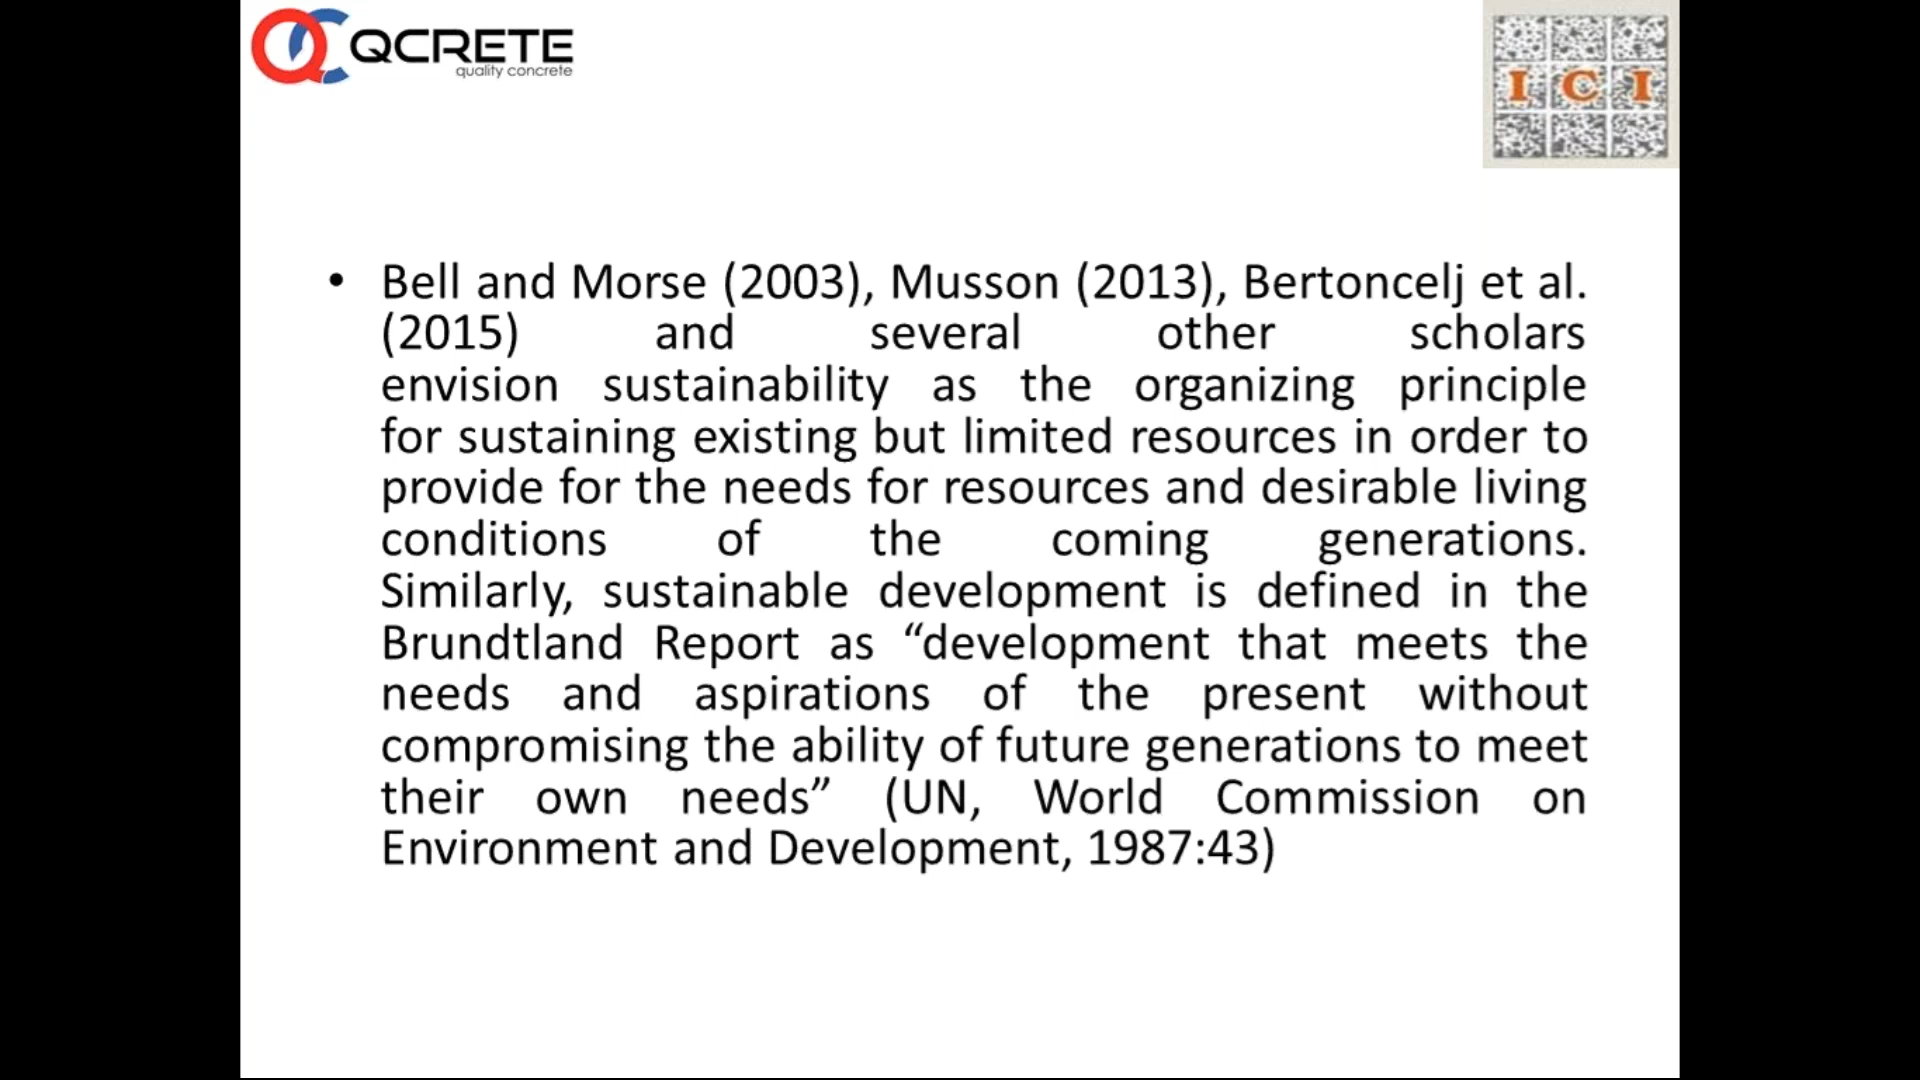 QCRETE
quality concrete
I C I
• Bell and Morse (2003), Musson (2013), Bertoncelj et al.
(2015) and several other scholars
envision sustainability as the organizing principle
for sustaining existing but limited resources in order to
provide for the needs for resources and desirable living
conditions of the coming generations.
Similarly, sustainable development is defined in the
Brundtland Report as “development that meets the
needs and aspirations of the present without
compromising the ability of future generations to meet
their own needs” (UN, World Commission on
Environment and Development, 1987:43)